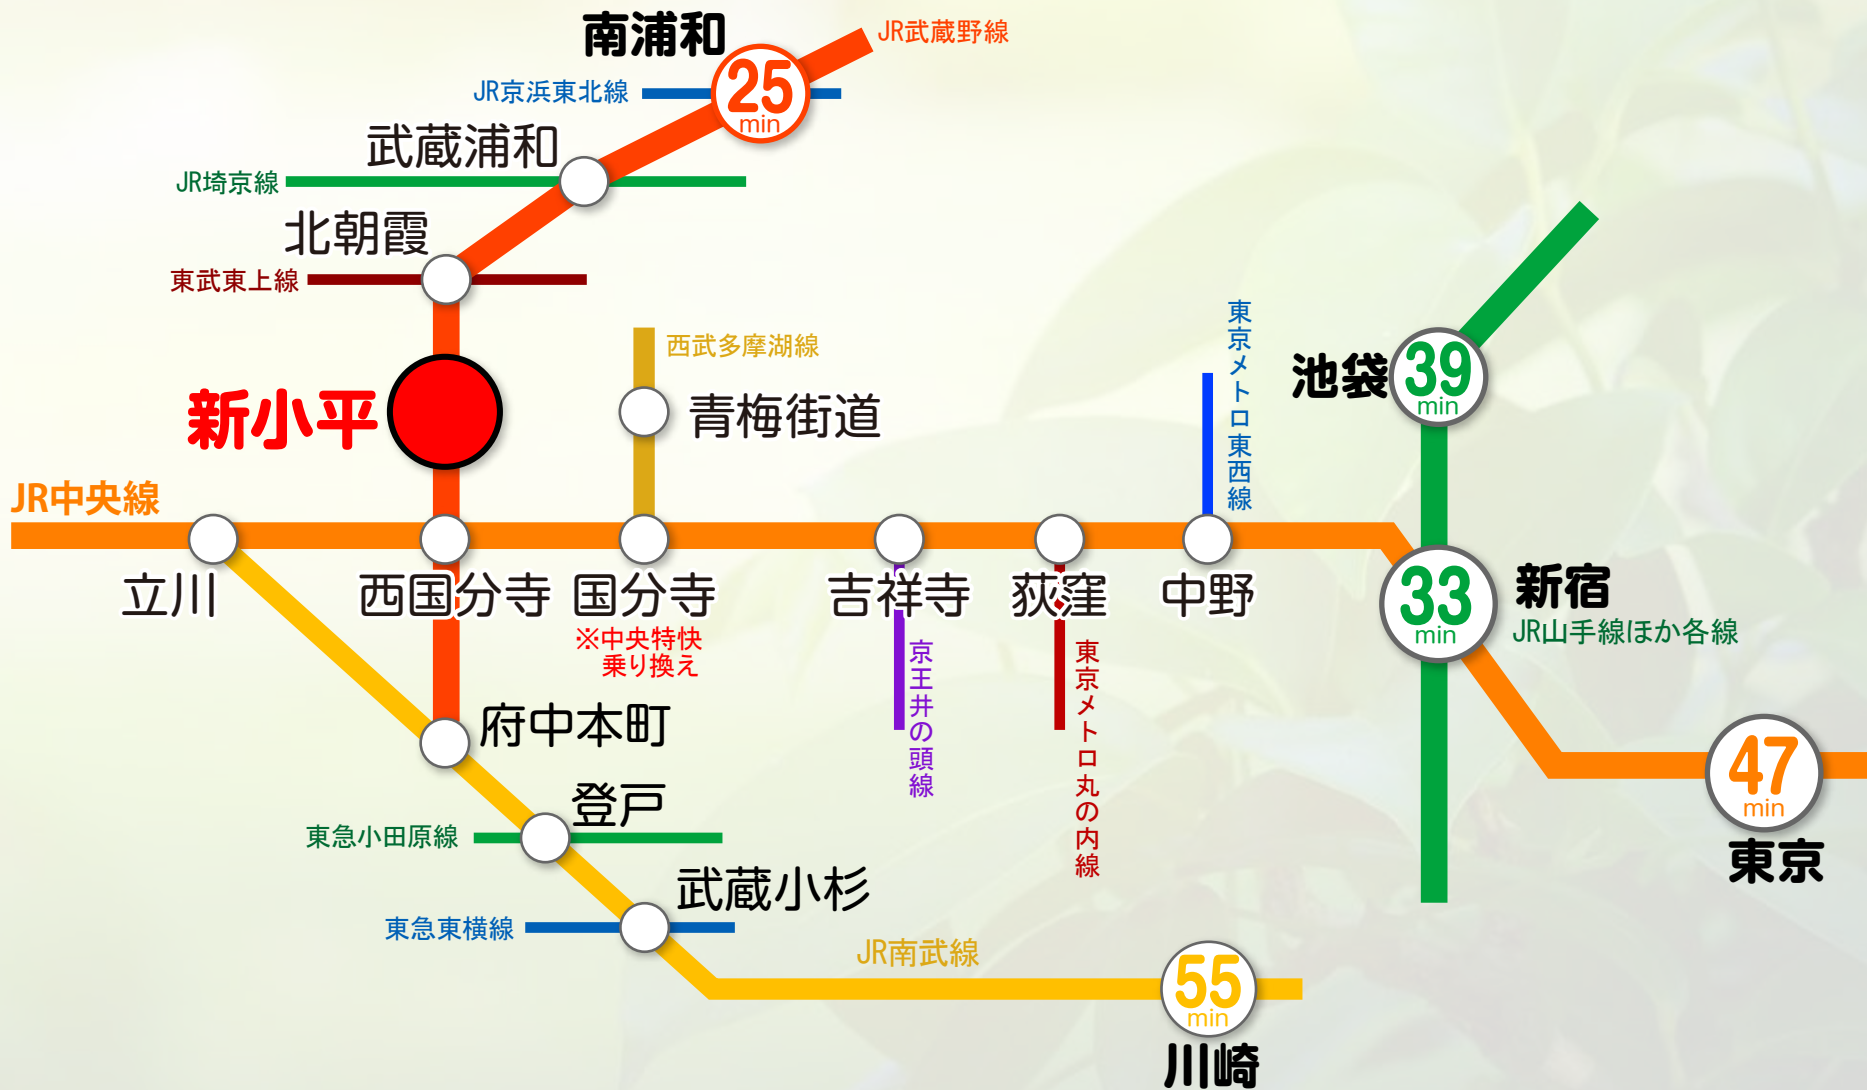 南浦和
JR武蔵野線
25
min
JR京浜東北線
武蔵浦和
JR埼京線
北朝霞
東武東上線
新小平
西武多摩湖線
青梅街道
東京メトロ東西線
池袋
39
min
JR中央線
立川
西国分寺
国分寺
※中央特快
乗り換え
吉祥寺
京王井の頭線
荻窪
東京メトロ丸の内線
中野
33
min
新宿
JR山手線ほか各線
47
min
東京
府中本町
登戸
東急小田原線
武蔵小杉
東急東横線
JR南武線
55
min
川崎